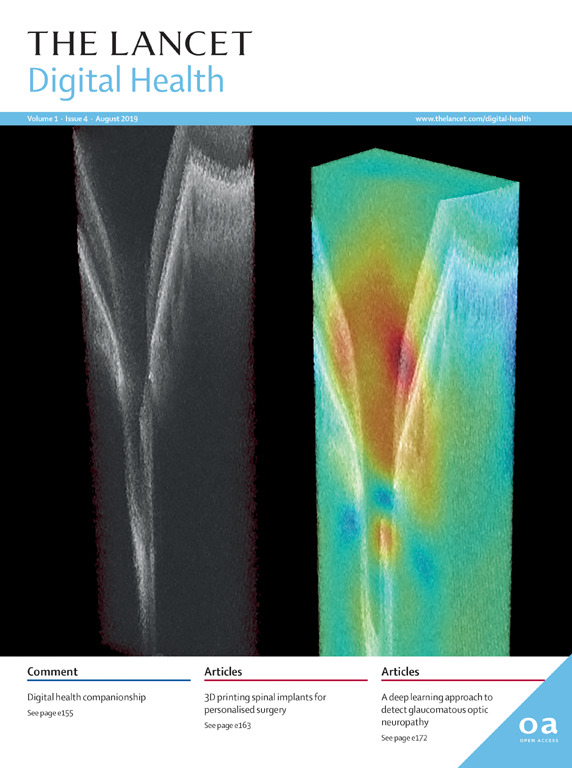 THE LANCET
Digital Health
Volume 1 · Issue 4 · August 2019
www.thelancet.com/digital-health
Comment
Digital health companionship
See page e155
Articles
3D printing spinal implants for
personalised surgery
See page e163
Articles
A deep learning approach to
detect glaucomatous optic
neuropathy
See page e172
oa
OPEN ACCESS